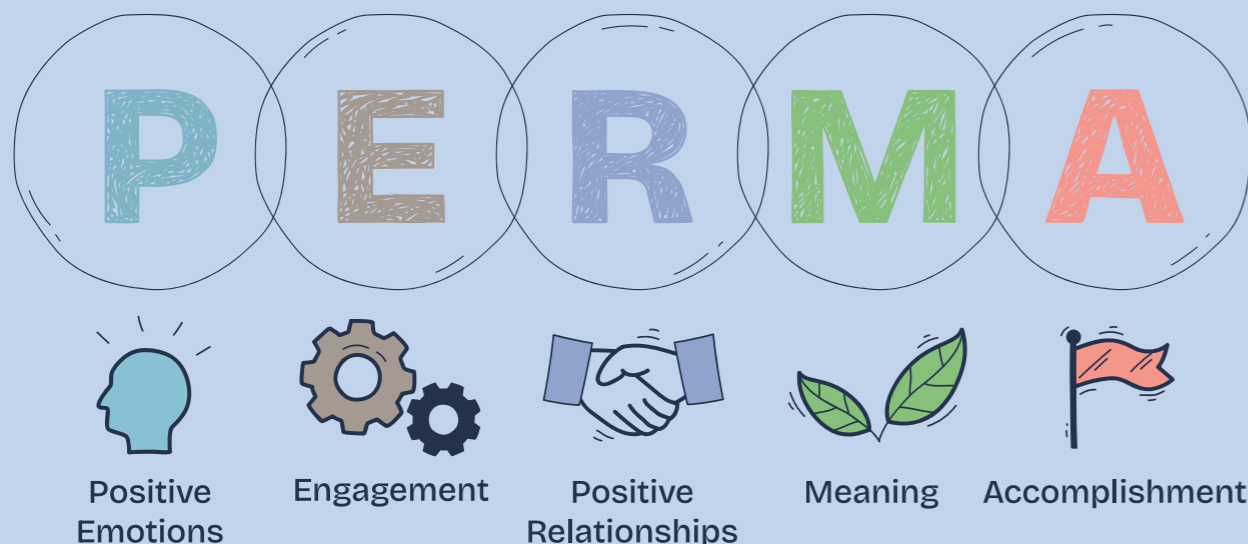 PERMA
Positive
Emotions
Engagement
Positive
Relationships
Meaning
Accomplishment